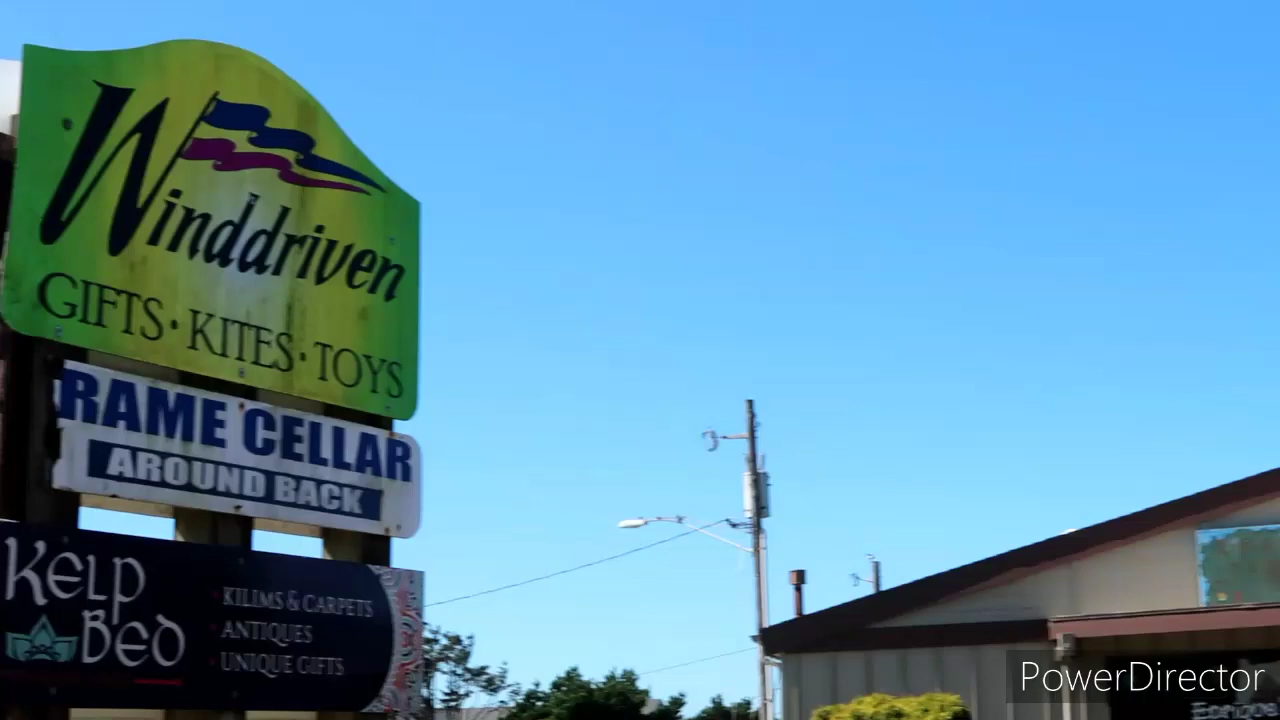 Winddriven
GIFTS · KITES · TOYS
RAME CELLAR
AROUND BACK
KELP
BED
· KILIMS & CARPETS
· ANTIQUES
· UNIQUE GIFTS
PowerDirector